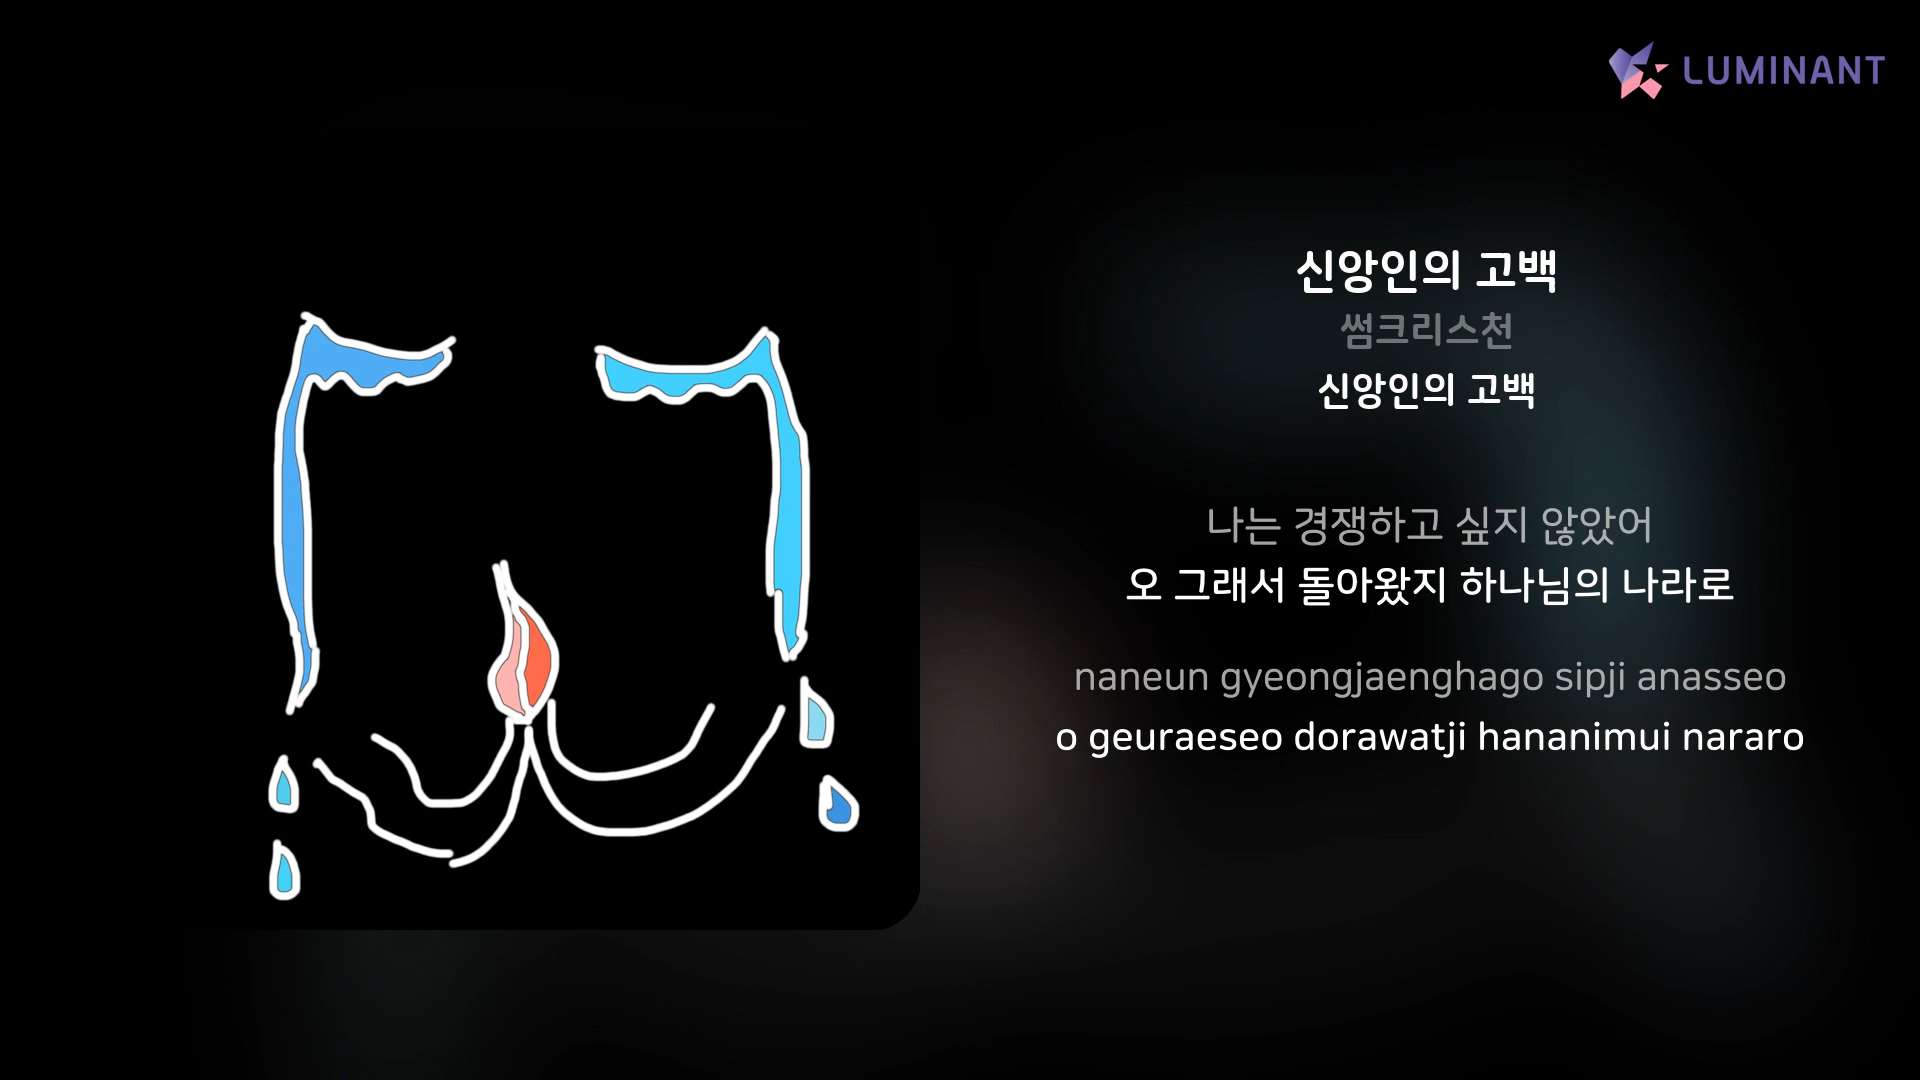 LUMINANT
신앙인의 고백
썸크리스천
신앙인의 고백
나는 경쟁하고 싶지 않았어
오 그래서 돌아왔지 하나님의 나라로
naneun gyeongjaenghago sipji anasseo
o geuraeseo dorawatji hananimui nararo